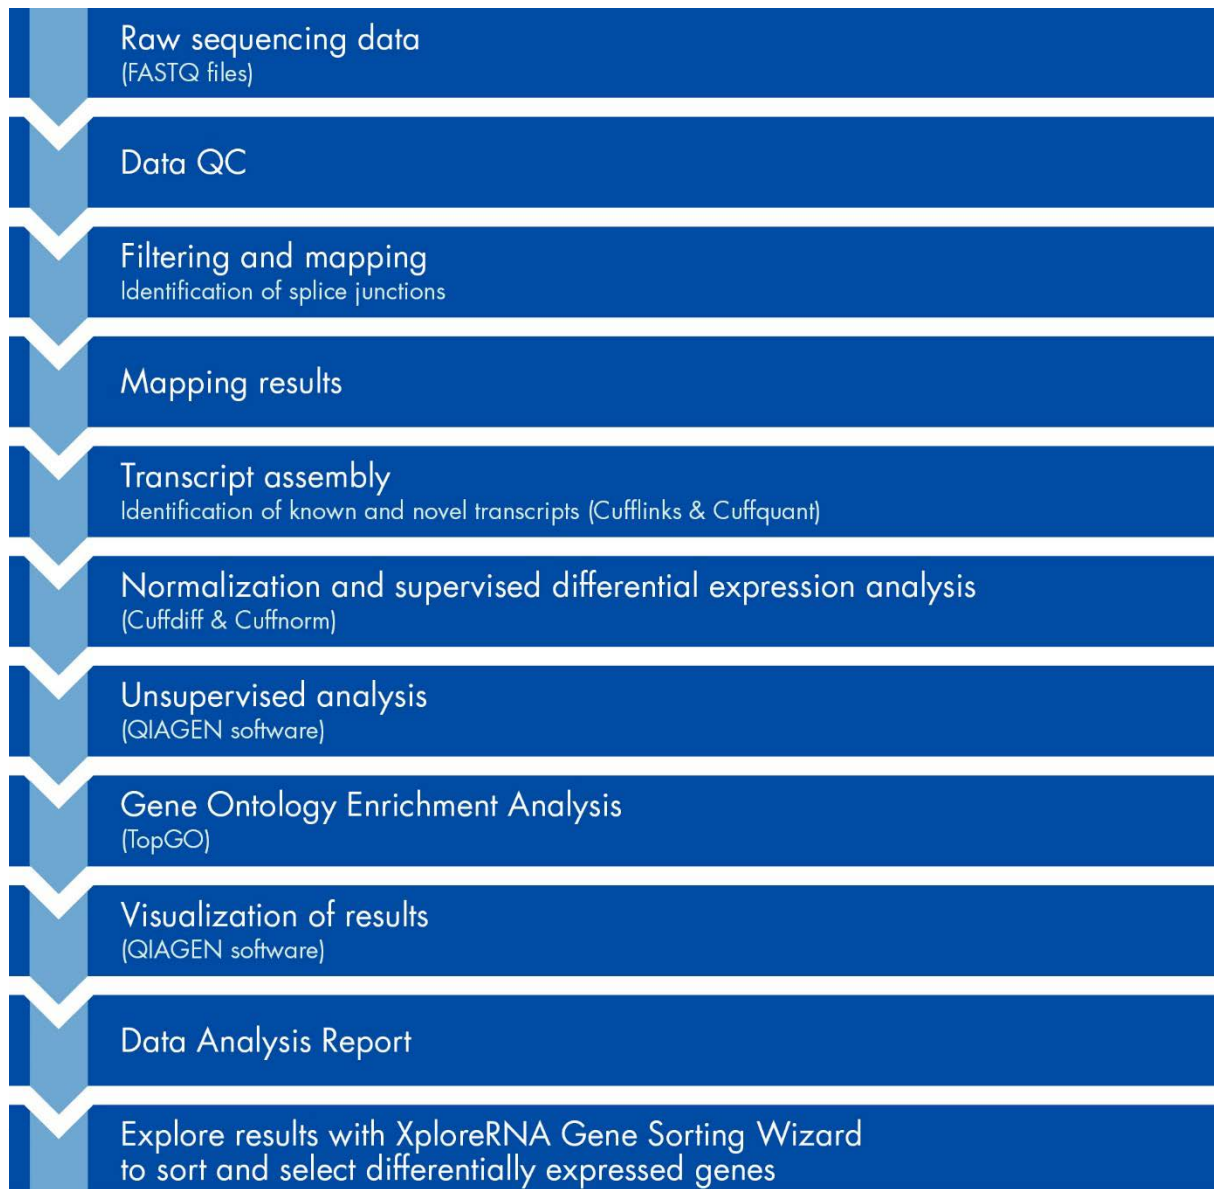 Raw sequencing data
(FASTQ files)
Data QC
Filtering and mapping
Identification of splice junctions
Mapping results
Transcript assembly
Identification of known and novel transcripts (Cufflinks & Cuffquant)
Normalization and supervised differential expression analysis
(Cuffdiff & Cuffnorm)
Unsupervised analysis
(QIAGEN software)
Gene Ontology Enrichment Analysis
(TopGO)
Visualization of results
(QIAGEN software)
Data Analysis Report
Explore results with XploreRNA Gene Sorting Wizard
to sort and select differentially expressed genes